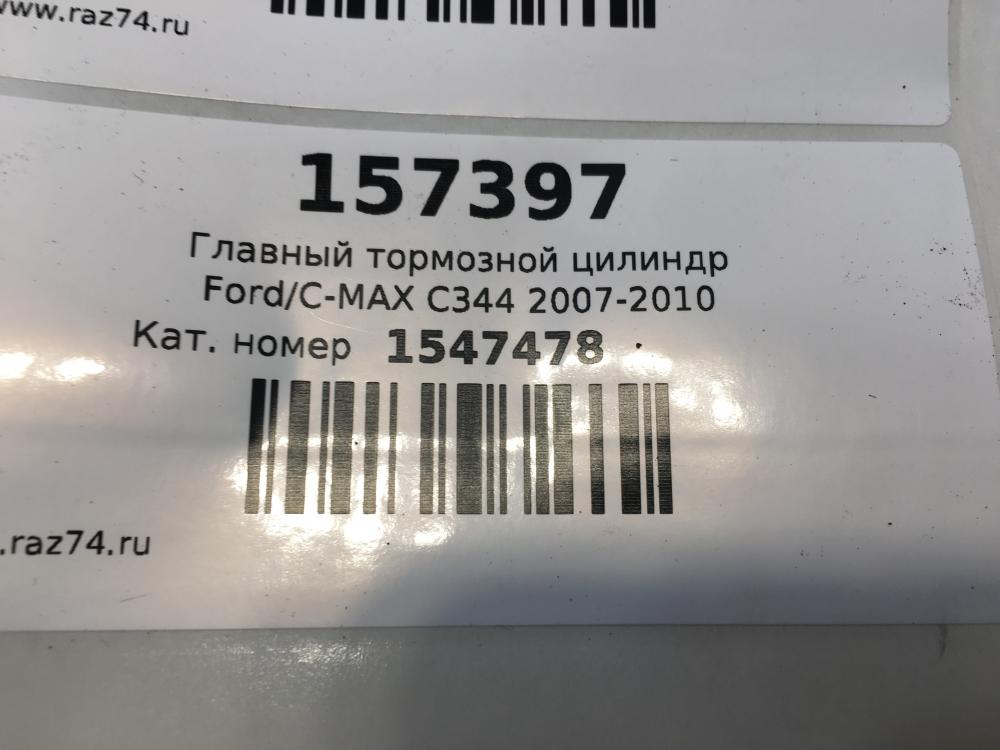 www.raz74.ru
157397
Главный тормозной цилиндр
Ford/C-MAX C344 2007-2010
Кат. номер 1547478
.raz74.ru